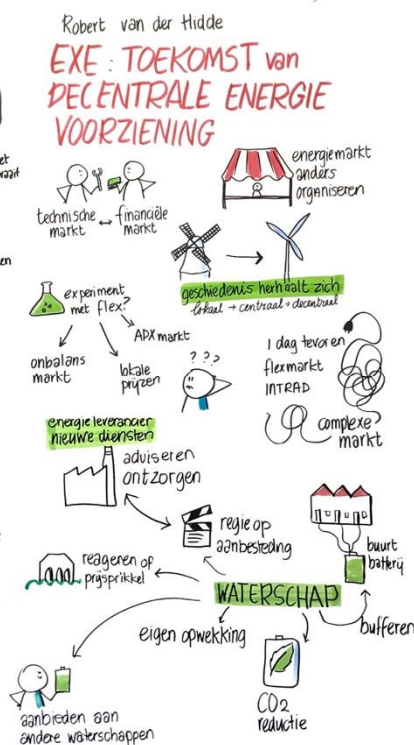 Robert van der Hidde
EXE: TOEKOMST van
DECENTRALE ENERGIE
VOORZIENING
technische
markt
financiële
markt
energiemarkt
anders
organiseren
geschiedenis herhaalt zich
lokaal → centraal → decentraal
experiment
met flex?
onbalans
markt
lokale
prijzen
APX markt
???
1 dag tevoren
flexmarkt
INTRAD
complexe
markt
energie leverancier
nieuwe diensten
adviseren
ontzorgen
regie op
aanbesteding
buurt
batterij
reageren of
prijsprikkel
WATERSCHAP
bufferen
eigen opwekking
CO2
reductie
aanbieden aan
andere waterschappen